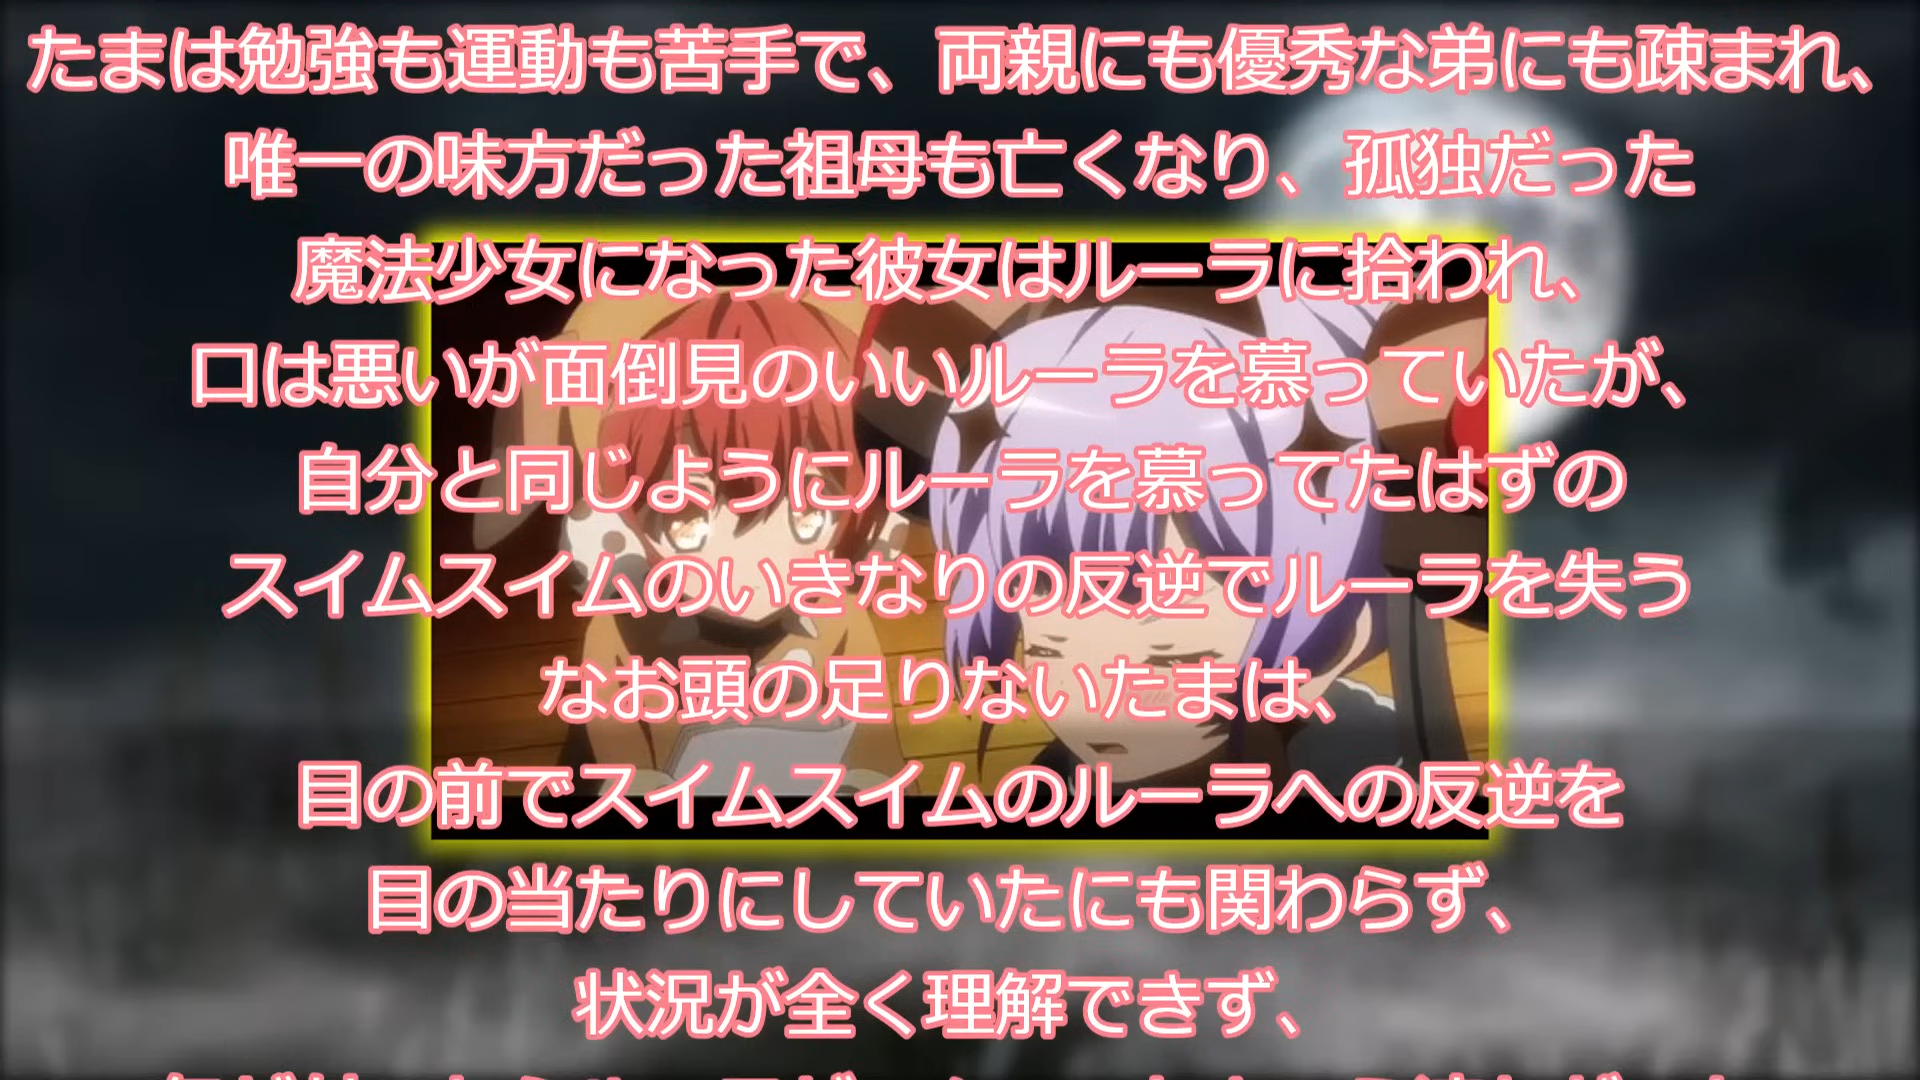 たまは勉強も運動も苦手で、両親にも優秀な弟にも疎まれ、
唯一の味方だった祖母も亡くなり、孤独だった
魔法少女になった彼女はルーラに拾われ、
口は悪いが面倒見のいいルーラを慕っていたが、
自分と同じようにルーラを慕ってたはずの
スイムスイムのいきなりの反逆でルーラを失う
なお頭の足りないたまは、
目の前でスイムスイムのルーラへの反逆を
目の当たりにしていたにも関わらず、
状況が全く理解できず、